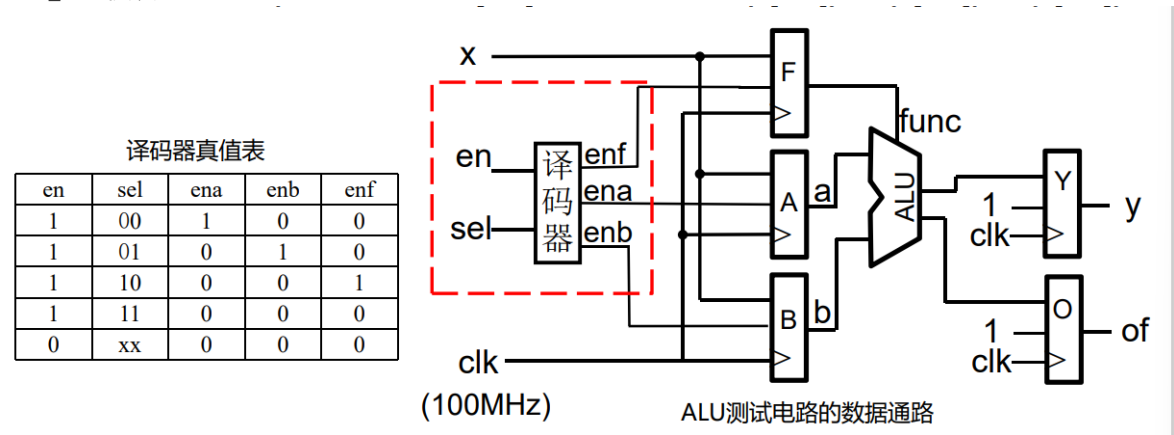 译码器真值表
en sel ena enb enf
1 00 1 0 0
1 01 0 1 0
1 10 0 0 1
1 11 0 0 0
0 xx 0 0 0
x
en
sel
译码器
enf
ena
enb
clk
(100MHz)
F
A
B
a
b
func
ALU
Y
1
clk
y
O
1
clk
of
ALU测试电路的数据通路